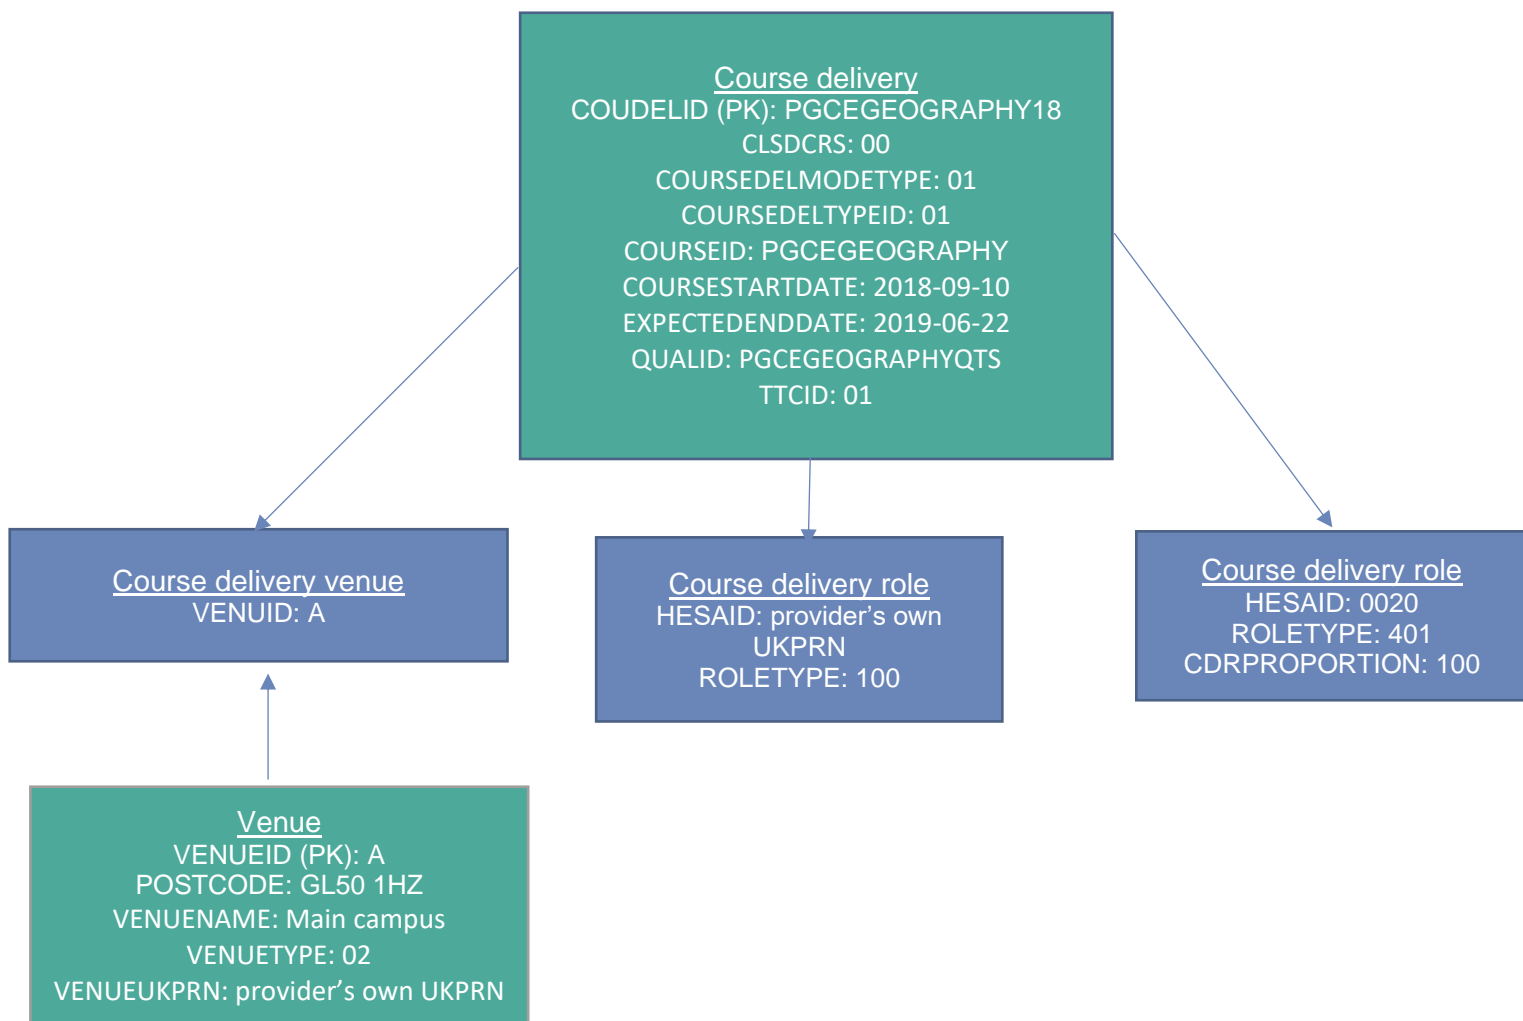 Course delivery
COUDELID (PK): PGCEGEOGRAPHY18
CLSDCRS: 00
COURSEDELMODETYPE: 01
COURSEDELTYPEID: 01
COURSEID: PGCEGEOGRAPHY
COURSESTARTDATE: 2018-09-10
EXPECTEDENDDATE: 2019-06-22
QUALID: PGCEGEOGRAPHYQTS
TTCID: 01
Course delivery venue
VENUID: A
Course delivery role
HESAID: provider’s own
UKPRN
ROLETYPE: 100
Course delivery role
HESAID: 0020
ROLETYPE: 401
CDRPROPORTION: 100
Venue
VENUEID (PK): A
POSTCODE: GL50 1HZ
VENUENAME: Main campus
VENUETYPE: 02
VENUEUKPRN: provider’s own UKPRN